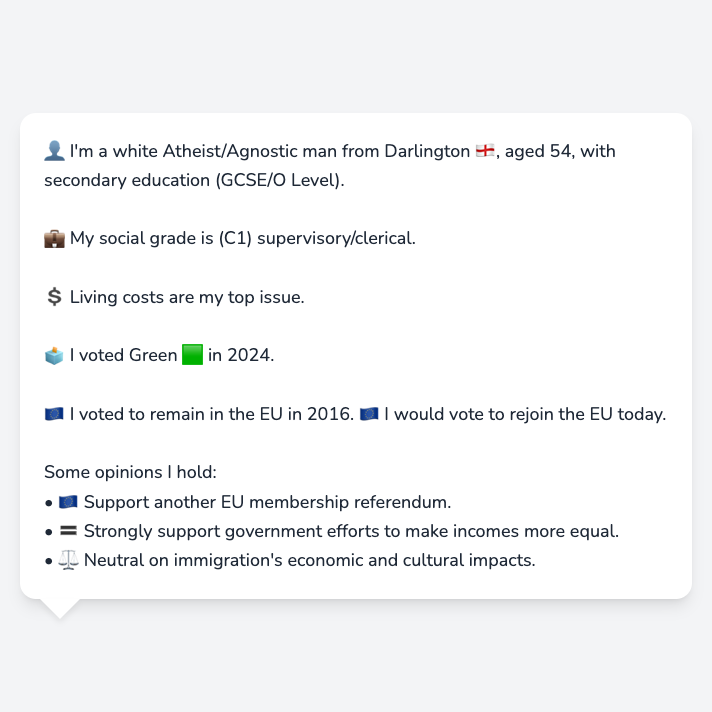 👤 I'm a white Atheist/Agnostic man from Darlington 🏴󠁧󠁢󠁥󠁮󠁧󠁿, aged 54, with
secondary education (GCSE/O Level).
💼 My social grade is (C1) supervisory/clerical.
💲 Living costs are my top issue.
🗳️ I voted Green 🟩 in 2024.
🇪🇺 I voted to remain in the EU in 2016. 🇪🇺 I would vote to rejoin the EU today.
Some opinions I hold:
• 🇪🇺 Support another EU membership referendum.
• 🟰 Strongly support government efforts to make incomes more equal.
• ⚖️ Neutral on immigration's economic and cultural impacts.